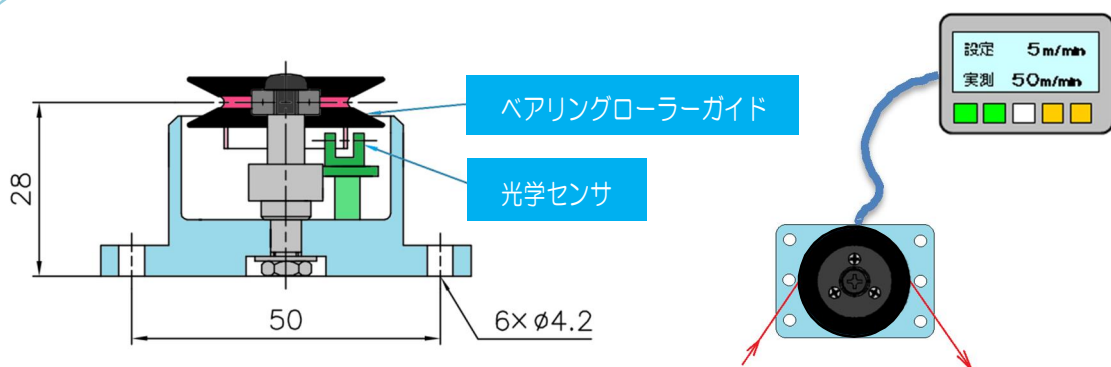 設定 5m/min
実測 50m/min
ベアリングローラーガイド
光学センサ
28
50
6×φ4.2